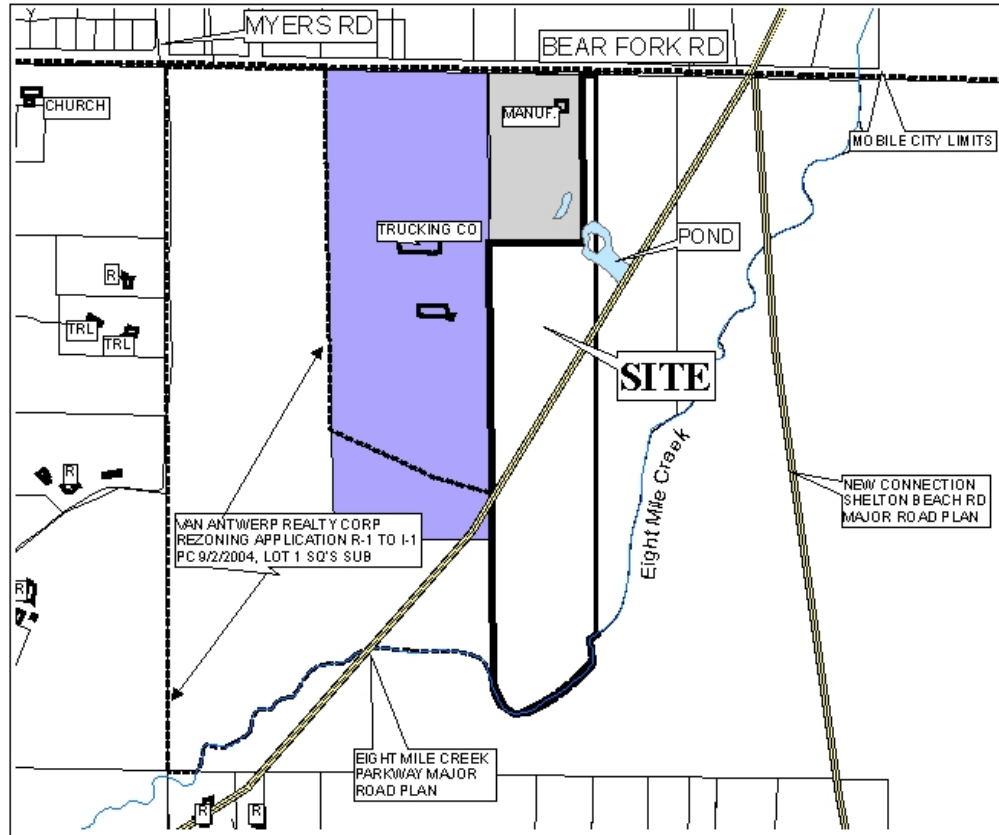 Y
MYERS RD
BEAR FORK RD
CHURCH
MANUF.
MOBILE CITY LIMITS
TRUCKING CO
POND
R
TRL
TRL
SITE
R
NEW CONNECTION
SHELTON BEACH RD
MAJOR ROAD PLAN
VAN ANTWERP REALTY CORP
REZONING APPLICATION R-1 TO I-1
PC 9/2/2004, LOT 1 SQ'S SUB
Eight Mile Creek
R
EIGHT MILE CREEK
PARKWAY MAJOR
ROAD PLAN
R
R